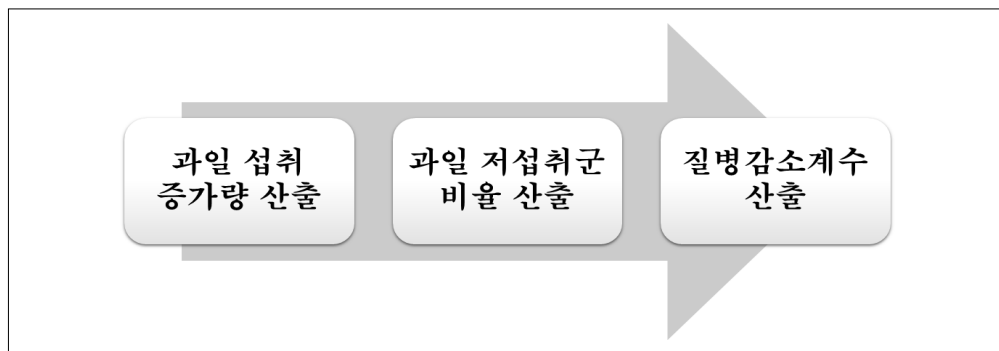 과일 섭취
증가량 산출
과일 저섭취군
비율 산출
질병감소계수
산출